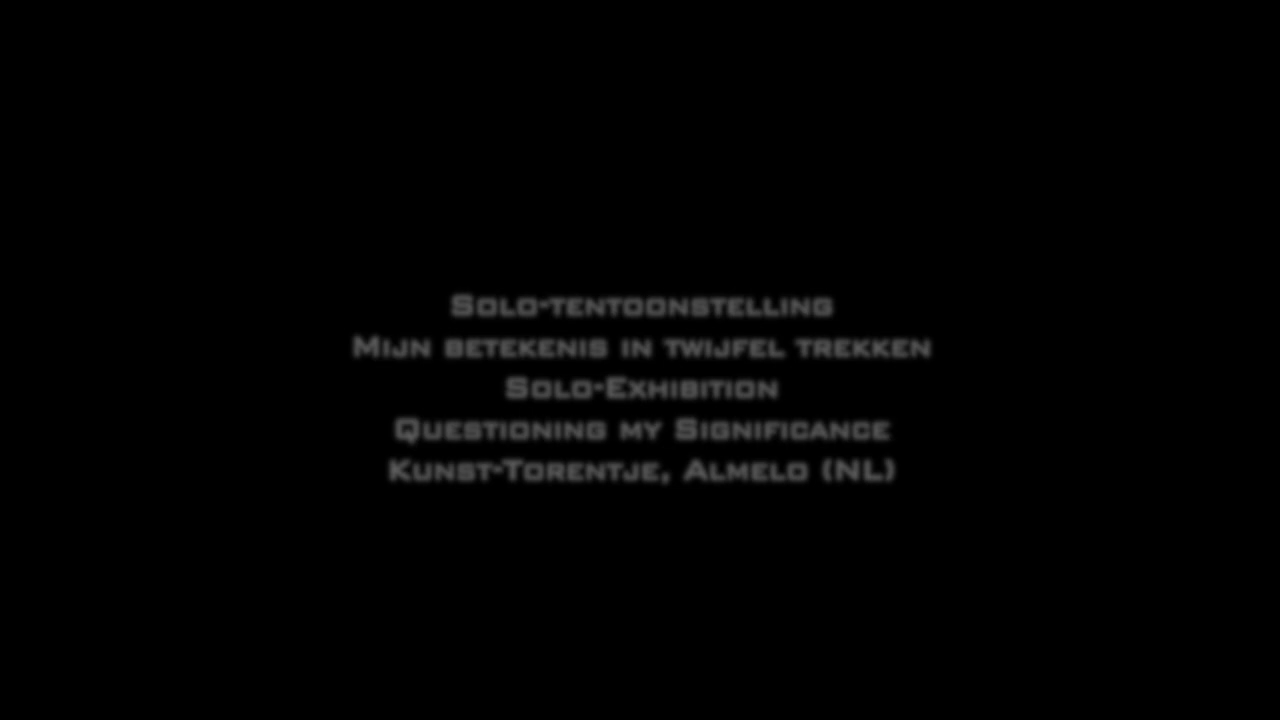 Solo-tentoonstelling
Mijn betekenis in twijfel trekken
Solo-Exhibition
Questioning my Significance
Kunst-Torentje, Almelo (NL)